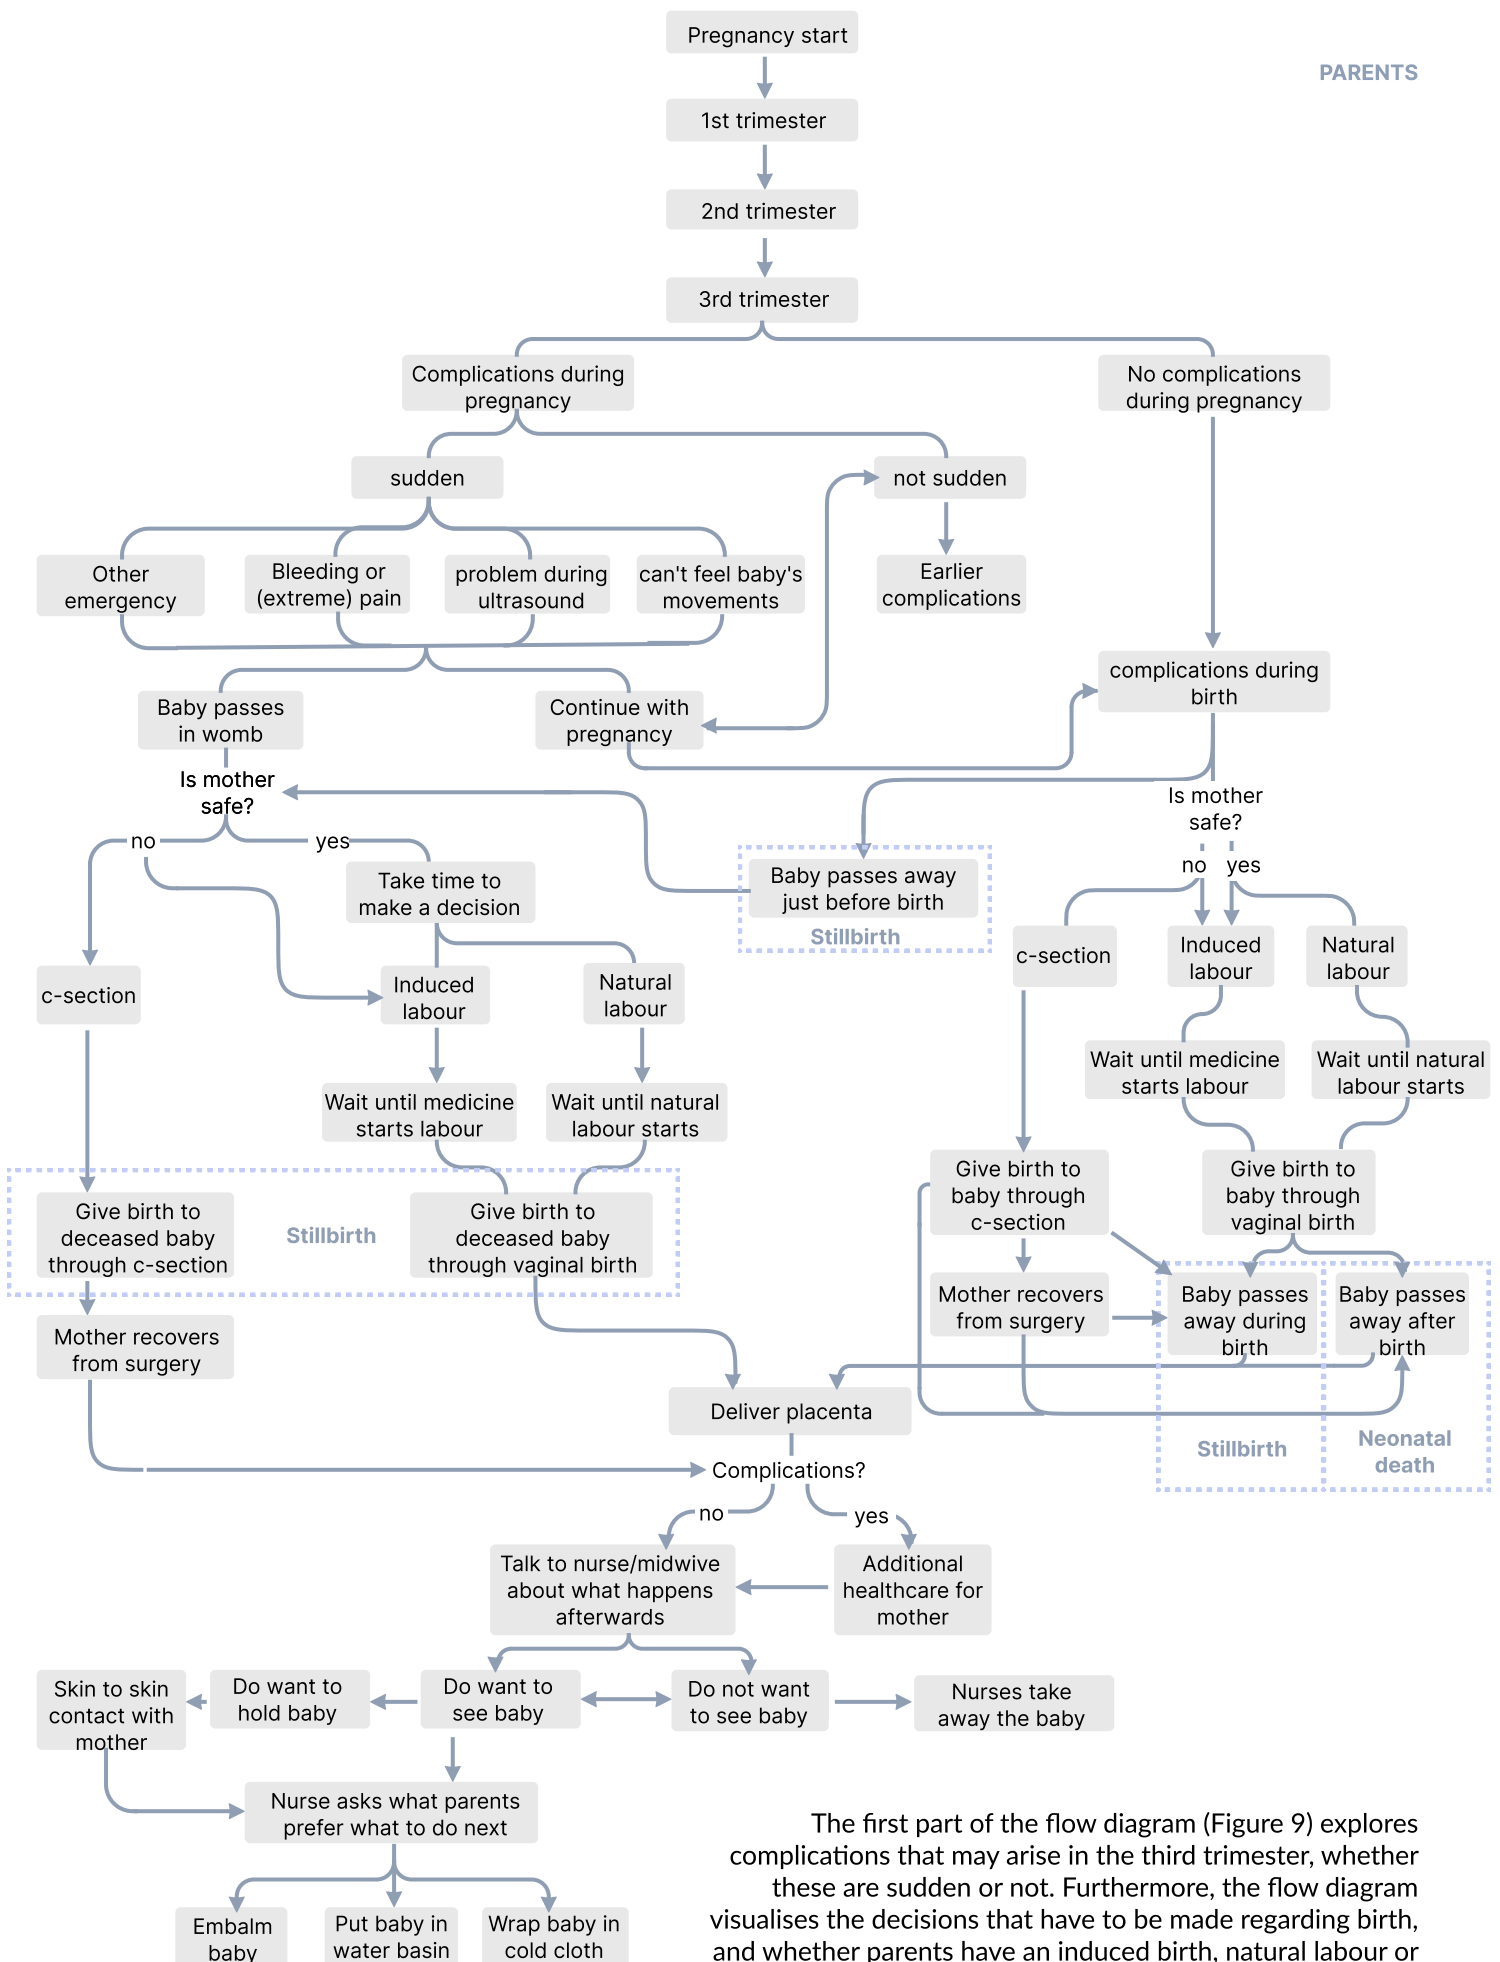 Pregnancy start
PARENTS
1st trimester
2nd trimester
3rd trimester
Complications during
pregnancy
No complications
during pregnancy
sudden
not sudden
Other
emergency
Bleeding or
(extreme) pain
problem during
ultrasound
can't feel baby's
movements
Earlier
complications
complications during
birth
Baby passes
in womb
Continue with
pregnancy
Is mother
safe?
Is mother
safe?
no
yes
no
yes
Take time to
make a decision
Baby passes away
just before birth
Stillbirth
c-section
Induced
labour
Natural
labour
c-section
Induced
labour
Natural
labour
Wait until medicine
starts labour
Wait until natural
labour starts
Wait until medicine
starts labour
Wait until natural
labour starts
Give birth to
baby through
c-section
Give birth to
baby through
vaginal birth
Give birth to
deceased baby
through c-section
Stillbirth
Give birth to
deceased baby
through vaginal birth
Mother recovers
from surgery
Baby passes
away during
birth
Baby passes
away after
birth
Mother recovers
from surgery
Deliver placenta
Stillbirth
Neonatal
death
Complications?
no
yes
Talk to nurse/midwive
about what happens
afterwards
Additional
healthcare for
mother
Skin to skin
contact with
mother
Do want to
hold baby
Do want to
see baby
Do not want
to see baby
Nurses take
away the baby
Nurse asks what parents
prefer what to do next
Embalm
baby
Put baby in
water basin
Wrap baby in
cold cloth
The first part of the flow diagram (Figure 9) explores
complications that may arise in the third trimester, whether
these are sudden or not. Furthermore, the flow diagram
visualises the decisions that have to be made regarding birth,
and whether parents have an induced birth, natural labour or